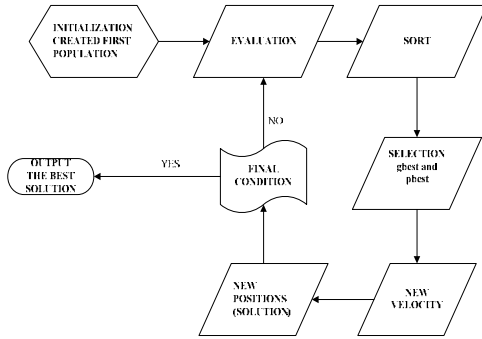 INITIALIZATION
CREATED FIRST
POPULATION
EVALUATION
SORT
NO
YES
OUTPUT
THE BEST
SOLUTION
FINAL
CONDITION
SELECTION
gbest and
pbest
NEW
POSITIONS
(SOLUTION)
NEW
VELOCITY